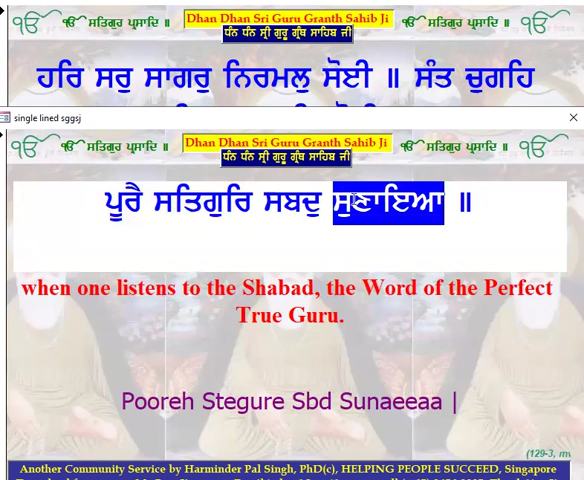 ੴ ੴ ਸਤਿਗੁਰ ਪ੍ਰਸਾਦਿ ॥ Dhan Dhan Sri Guru Granth Sahib Ji ੴ ਸਤਿਗੁਰ ਪ੍ਰਸਾਦਿ ॥ ੴ
ਧੰਨ ਧੰਨ ਸ੍ਰੀ ਗੁਰੂ ਗ੍ਰੰਥ ਸਾਹਿਬ ਜੀ
ਹਰਿ ਸਰੁ ਸਾਗਰੁ ਨਿਰਮਲੁ ਸੋਈ ॥ ਸੰਤ ਚੁਗਹਿ
single lined sggsj
ੴ ੴ ਸਤਿਗੁਰ ਪ੍ਰਸਾਦਿ ॥ Dhan Dhan Sri Guru Granth Sahib Ji ੴ ਸਤਿਗੁਰ ਪ੍ਰਸਾਦਿ ॥ ੴ
ਧੰਨ ਧੰਨ ਸ੍ਰੀ ਗੁਰੂ ਗ੍ਰੰਥ ਸਾਹਿਬ ਜੀ
ਪੂਰੈ ਸਤਿਗੁਰਿ ਸਬਦੁ ਸੁਣਾਇਆ ॥
when one listens to the Shabad, the Word of the Perfect
True Guru.
Pooreh Stegure Sbd Sunaeeaa |
(129-3, m
Another Community Service by Harminder Pal Singh, PhD(c), HELPING PEOPLE SUCCEED, Singapore